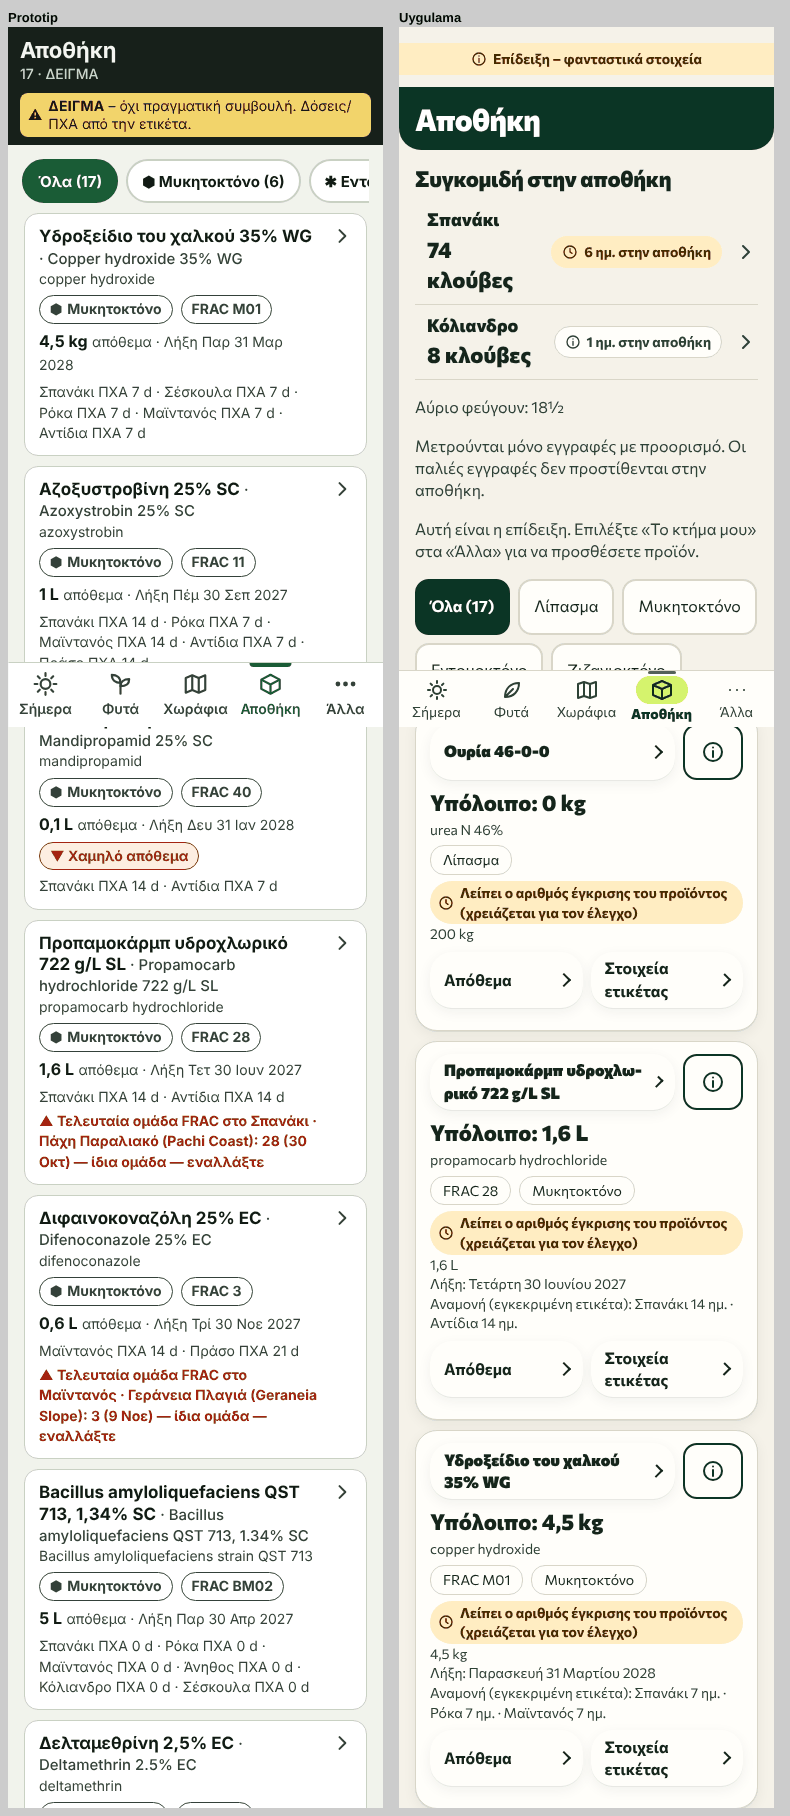 Prototip
Αποθήκη
17 · ΔΕΙΓΜΑ
ΔΕΙΓΜΑ – όχι πραγματική συμβουλή. Δόσεις/
ΠΧΑ από την ετικέτα.
Όλα (17)
Μυκητοκτόνο (6)
Υδροξείδιο του χαλκού 35% WG
· Copper hydroxide 35% WG
copper hydroxide
Μυκητοκτόνο
FRAC M01
4,5 kg απόθεμα · Λήξη Παρ 31 Μαρ
2028
Σπανάκι ΠΧΑ 7 d · Σέσκουλα ΠΧΑ 7 d ·
Ρόκα ΠΧΑ 7 d · Μαϊντανός ΠΧΑ 7 d ·
Αντίδια ΠΧΑ 7 d
Αζοξυστροβίνη 25% SC ·
Azoxystrobin 25% SC
azoxystrobin
Μυκητοκτόνο
FRAC 11
1 L απόθεμα · Λήξη Πέμ 30 Σεπ 2027
Σπανάκι ΠΧΑ 14 d · Ρόκα ΠΧΑ 7 d ·
Μαϊντανός ΠΧΑ 14 d · Αντίδια ΠΧΑ 7 d ·
Σήμερα
Φυτά
Χωράφια
Αποθήκη
Άλλα
Mandipropamid 25% SC
mandipropamid
Μυκητοκτόνο
FRAC 40
0,1 L απόθεμα · Λήξη Δευ 31 Ιαν 2028
▼ Χαμηλό απόθεμα
Σπανάκι ΠΧΑ 14 d · Αντίδια ΠΧΑ 7 d
Προπαμοκάρμπ υδροχλωρικό
722 g/L SL · Propamocarb
hydrochloride 722 g/L SL
propamocarb hydrochloride
Μυκητοκτόνο
FRAC 28
1,6 L απόθεμα · Λήξη Τετ 30 Ιουν 2027
Σπανάκι ΠΧΑ 14 d · Αντίδια ΠΧΑ 14 d
▲ Τελευταία ομάδα FRAC στο Σπανάκι ·
Πάχη Παραλιακό (Pachi Coast): 28 (30
Οκτ) — ίδια ομάδα — εναλλάξτε
Διφαινοκοναζόλη 25% EC ·
Difenoconazole 25% EC
difenoconazole
Μυκητοκτόνο
FRAC 3
0,6 L απόθεμα · Λήξη Τρί 30 Νοε 2027
Μαϊντανός ΠΧΑ 14 d · Πράσο ΠΧΑ 21 d
▲ Τελευταία ομάδα FRAC στο
Μαϊντανός · Γεράνεια Πλαγιά (Geraneia
Slope): 3 (9 Νοε) — ίδια ομάδα —
εναλλάξτε
Bacillus amyloliquefaciens QST
713, 1,34% SC · Bacillus
amyloliquefaciens QST 713, 1.34% SC
Bacillus amyloliquefaciens strain QST 713
Μυκητοκτόνο
FRAC BM02
5 L απόθεμα · Λήξη Παρ 30 Απρ 2027
Σπανάκι ΠΧΑ 0 d · Ρόκα ΠΧΑ 0 d ·
Μαϊντανός ΠΧΑ 0 d · Άνηθος ΠΧΑ 0 d ·
Κόλιανδρο ΠΧΑ 0 d · Σέσκουλα ΠΧΑ 0 d
Δελταμεθρίνη 2,5% EC ·
Deltamethrin 2.5% EC
deltamethrin
Uygulama
Επίδειξη – φανταστικά στοιχεία
Αποθήκη
Συγκομιδή στην αποθήκη
Σπανάκι
74
κλούβες
6 ημ. στην αποθήκη
Κόλιανδρο
8 κλούβες
1 ημ. στην αποθήκη
Αύριο φεύγουν: 18½
Μετρούνται μόνο εγγραφές με προορισμό. Οι
παλιές εγγραφές δεν προστίθενται στην
αποθήκη.
Αυτή είναι η επίδειξη. Επιλέξτε «Το κτήμα μου»
στα «Άλλα» για να προσθέσετε προϊόν.
Όλα (17)
Λίπασμα
Μυκητοκτόνο
Εντομοκτόνο
Ζιζανιοκτόνο
Σήμερα
Φυτά
Χωράφια
Αποθήκη
Άλλα
Ουρία 46-0-0
Υπόλοιπο: 0 kg
urea N 46%
Λίπασμα
Λείπει ο αριθμός έγκρισης του προϊόντος
(χρειάζεται για τον έλεγχο)
200 kg
Απόθεμα
Στοιχεία
ετικέτας
Προπαμοκάρμπ υδροχλω-
ρικό 722 g/L SL
Υπόλοιπο: 1,6 L
propamocarb hydrochloride
FRAC 28
Μυκητοκτόνο
Λείπει ο αριθμός έγκρισης του προϊόντος
(χρειάζεται για τον έλεγχο)
1,6 L
Λήξη: Τετάρτη 30 Ιουνίου 2027
Αναμονή (εγκεκριμένη ετικέτα): Σπανάκι 14 ημ. ·
Αντίδια 14 ημ.
Απόθεμα
Στοιχεία
ετικέτας
Υδροξείδιο του χαλκού
35% WG
Υπόλοιπο: 4,5 kg
copper hydroxide
FRAC M01
Μυκητοκτόνο
Λείπει ο αριθμός έγκρισης του προϊόντος
(χρειάζεται για τον έλεγχο)
4,5 kg
Λήξη: Παρασκευή 31 Μαρτίου 2028
Αναμονή (εγκεκριμένη ετικέτα): Σπανάκι 7 ημ. ·
Ρόκα 7 ημ. · Μαϊντανός 7 ημ.
Απόθεμα
Στοιχεία
ετικέτας